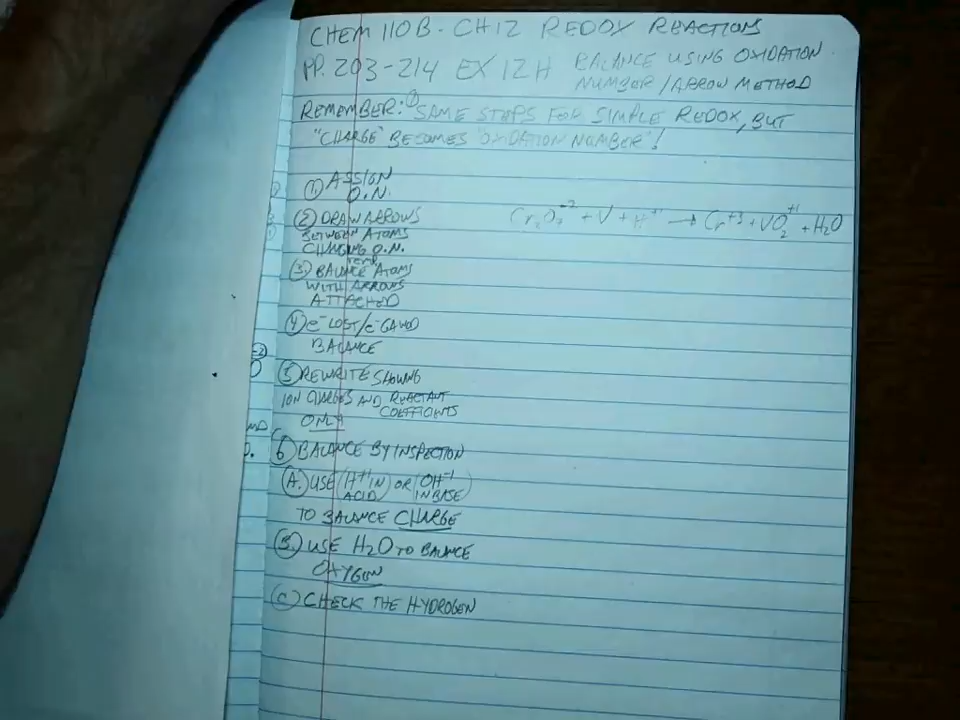 CHEM 110B - CH12 REDOX REACTIONS
PP. 203-214 EX 12H BALANCE USING OXIDATION
NUMBER/ARROW METHOD
REMEMBER: ① SAME STEPS FOR SIMPLE REDOX, BUT
"CHARGE" BECOMES "OXIDATION NUMBER"!
① ASSIGN
O.N.
② DRAW ARROWS
BETWEEN ATOMS
CHANGING O.N.
Cr₂O₇⁻² + V + H⁺¹ → Cr⁺³ + VO₂⁺¹ + H₂O
③ BALANCE ATOMS
WITH ARROWS
ATTACHED
④ e⁻ LOST/e⁻ GAINED
BALANCE
⑤ REWRITE SHOWING
ION CHARGES AND REACTANT
COEFFICIENTS
ONLY
⑥ BALANCE BY INSPECTION
Ⓐ USE (H⁺¹ IN ACID) OR (OH⁻¹ IN BASE)
TO BALANCE CHARGE
Ⓑ USE H₂O TO BALANCE
OXYGEN
Ⓒ CHECK THE HYDROGEN